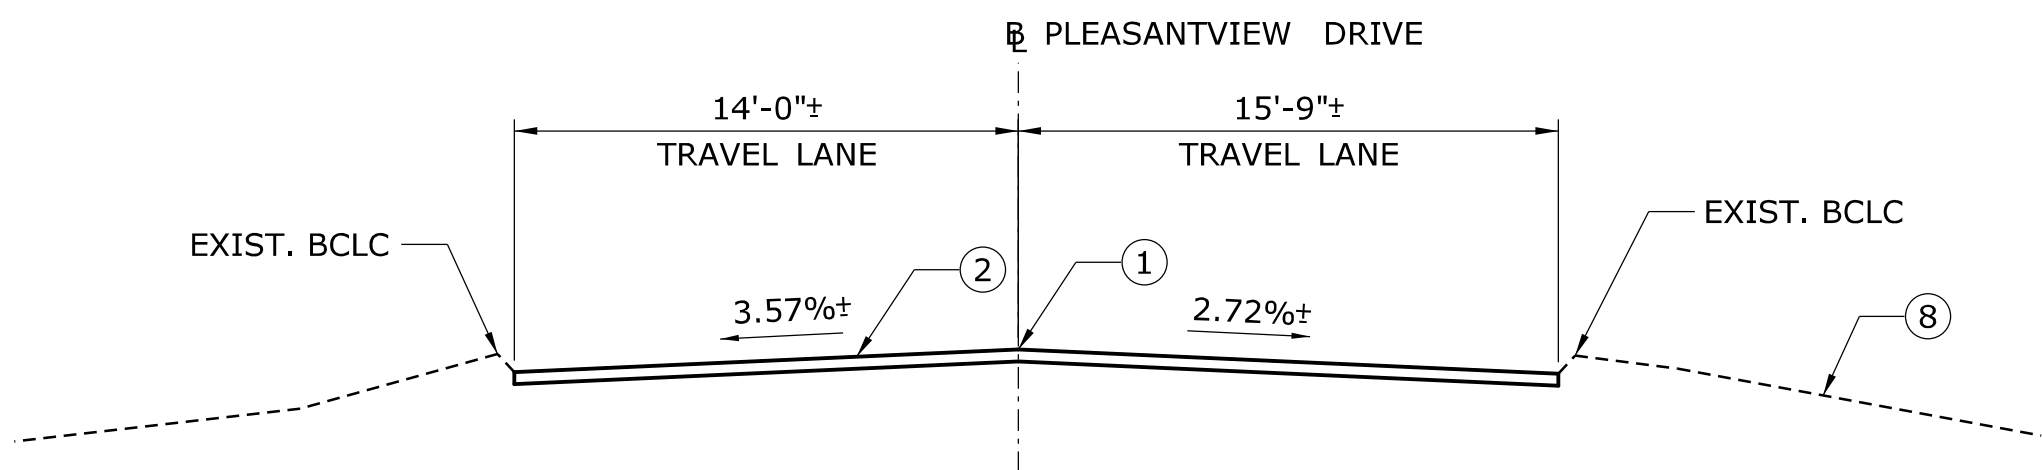 BL PLEASANTVIEW DRIVE
14'-0"±
15'-9"±
TRAVEL LANE
TRAVEL LANE
EXIST. BCLC
EXIST. BCLC
2
1
3.57%±
2.72%±
8